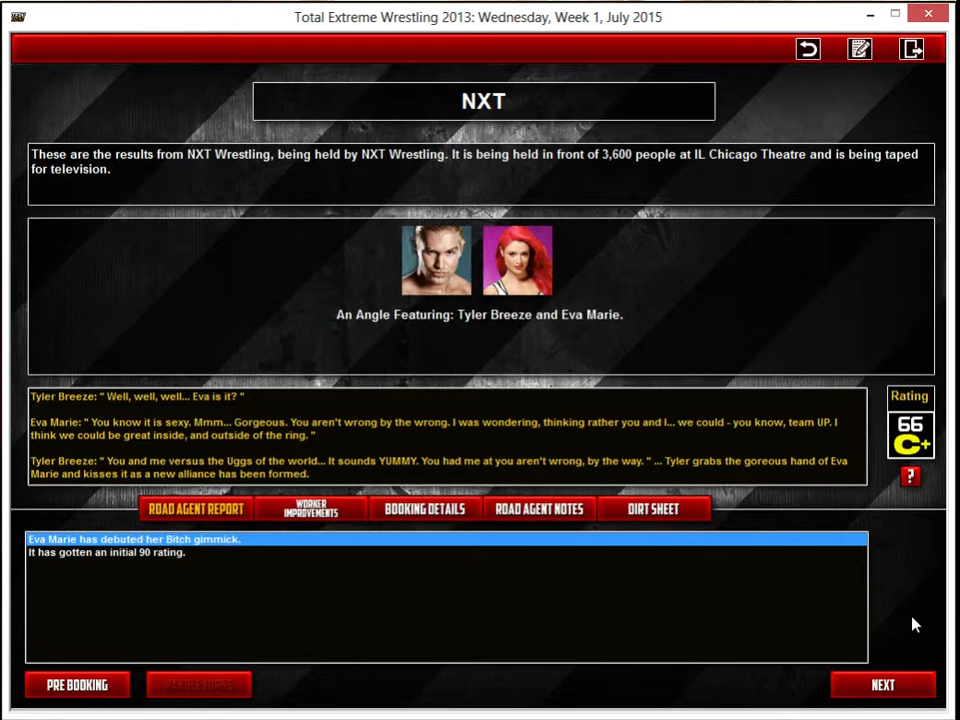 Total Extreme Wrestling 2013: Wednesday, Week 1, July 2015
NXT
These are the results from NXT Wrestling, being held by NXT Wrestling. It is being held in front of 3,600 people at IL Chicago Theatre and is being taped
for television.
An Angle Featuring: Tyler Breeze and Eva Marie.
Tyler Breeze: " Well, well, well... Eva is it? "
Eva Marie: " You know it is sexy. Mmm... Gorgeous. You aren't wrong by the wrong. I was wondering, thinking rather you and I... we could - you know, team UP. I
think we could be great inside, and outside of the ring. "
Tyler Breeze: " You and me versus the Uggs of the world... It sounds YUMMY. You had me at you aren't wrong, by the way. " ... Tyler grabs the goreous hand of Eva
Marie and kisses it as a new alliance has been formed.
Rating
66
C+
?
ROAD AGENT REPORT
WORKER
IMPROVEMENTS
BOOKING DETAILS
ROAD AGENT NOTES
DIRT SHEET
Eva Marie has debuted her Bitch gimmick.
It has gotten an initial 90 rating.
PRE BOOKING
NEXT